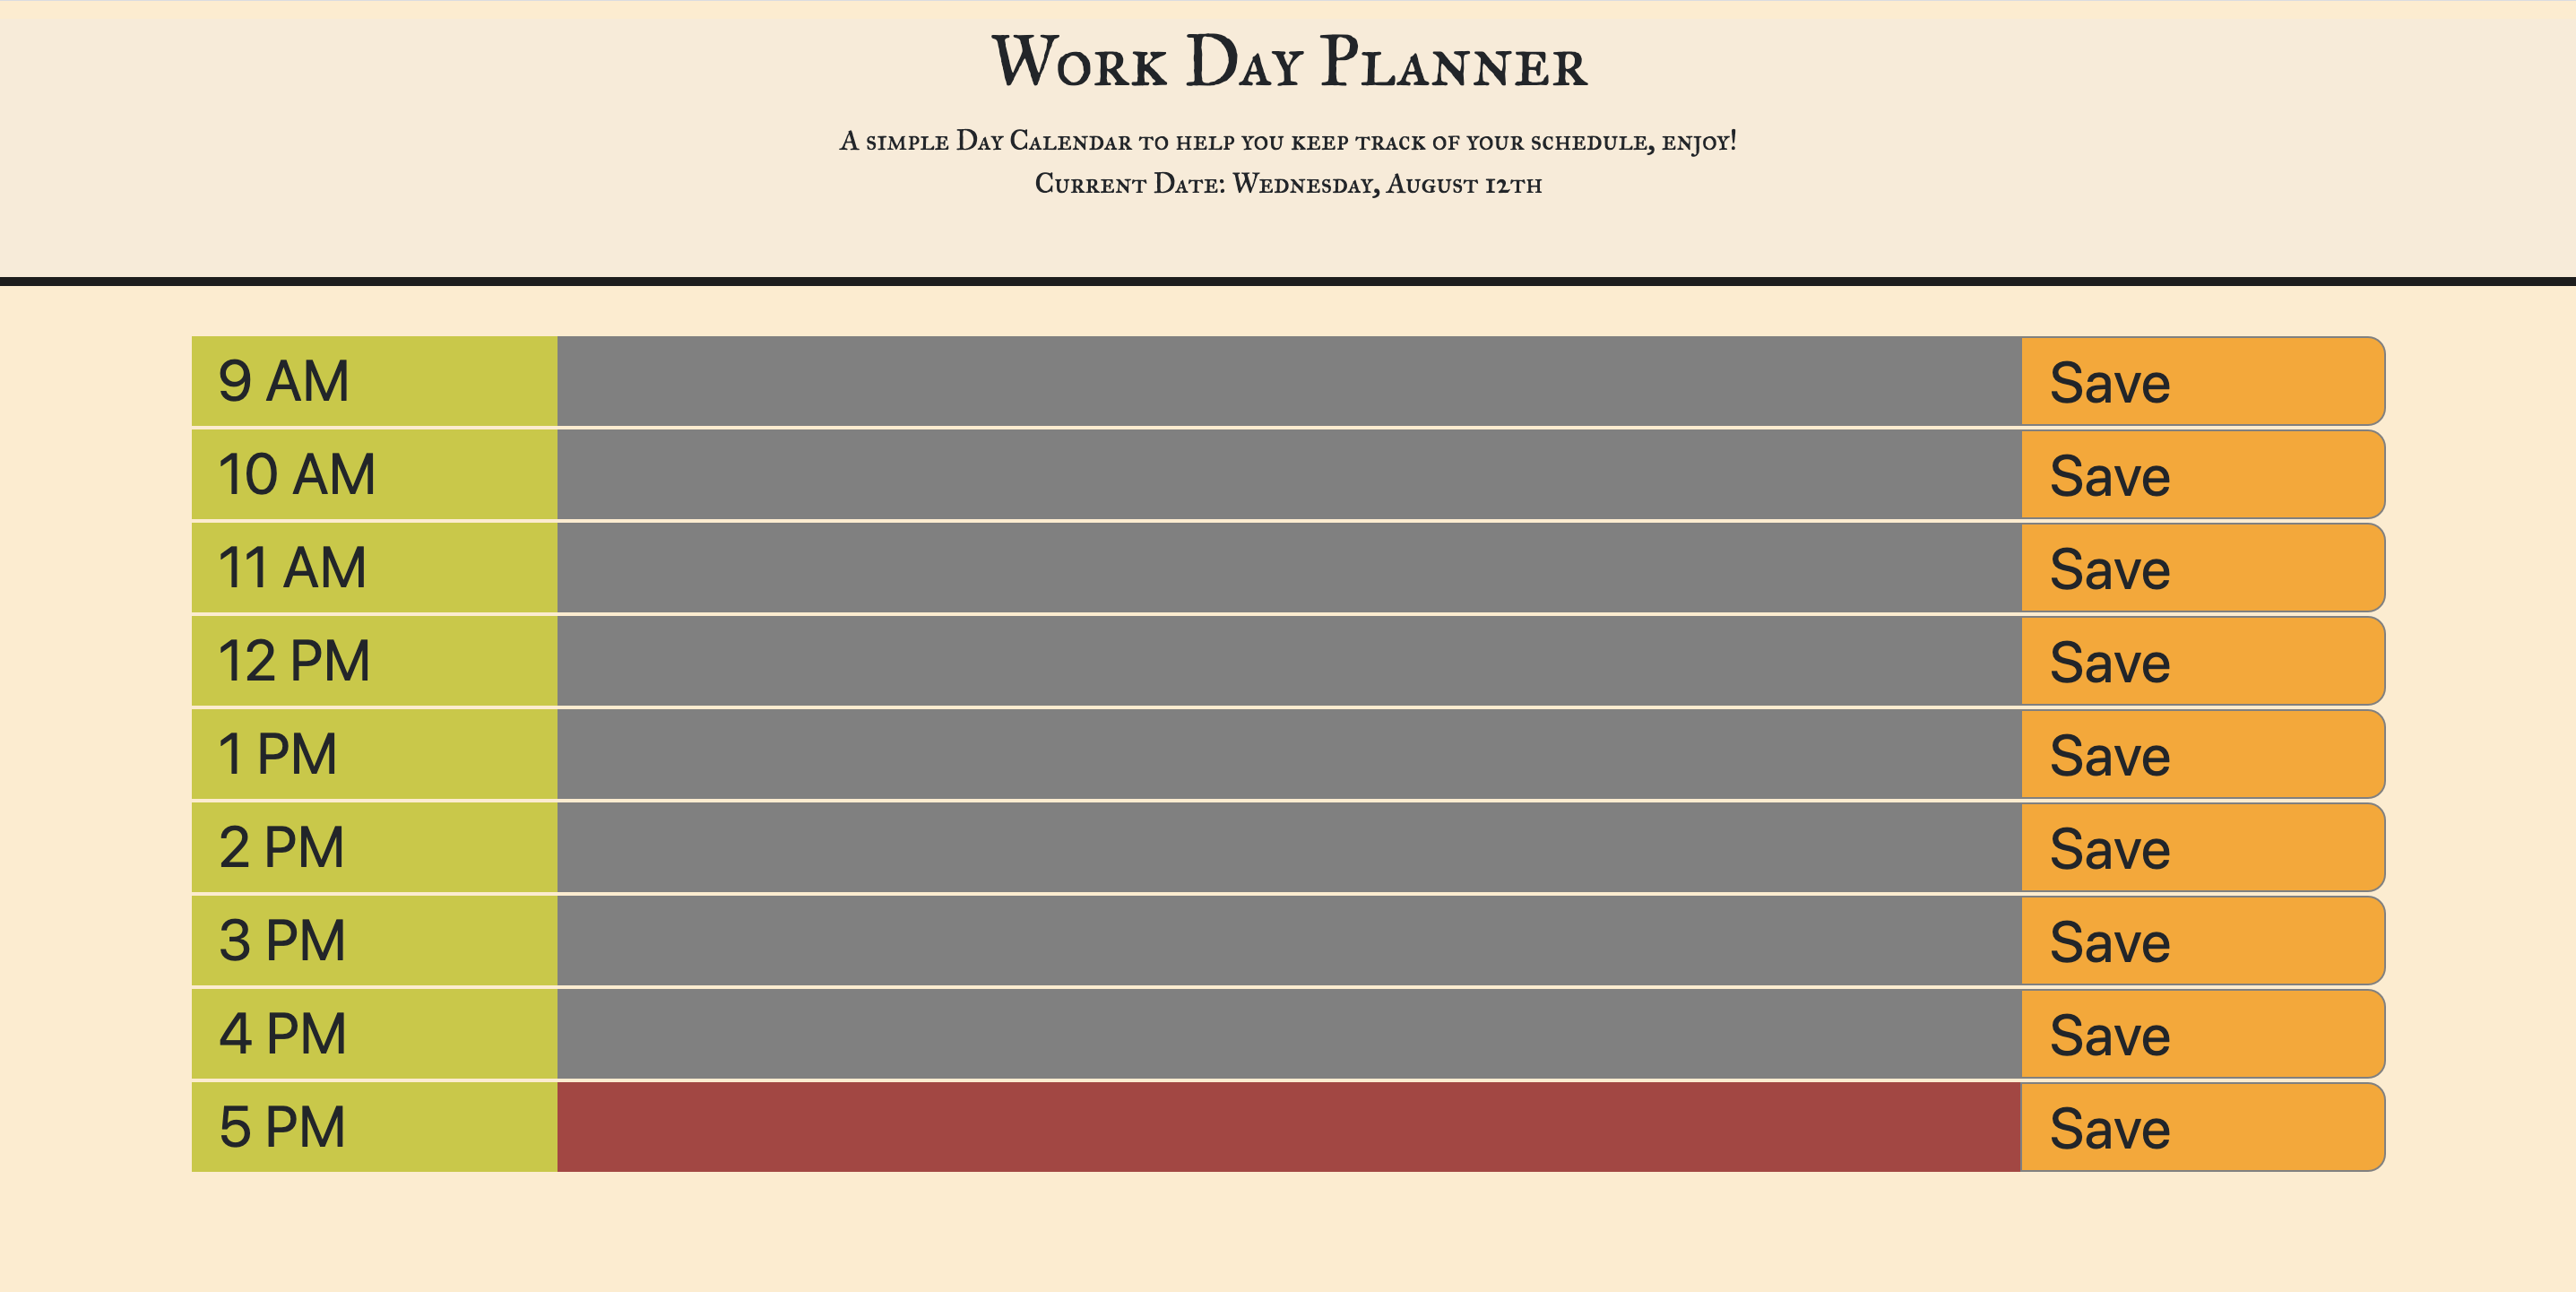 Work Day Planner
A simple Day Calendar to help you keep track of your schedule, enjoy!
Current Date: Wednesday, August 12th
9 AM Save
10 AM Save
11 AM Save
12 PM Save
1 PM Save
2 PM Save
3 PM Save
4 PM Save
5 PM Save